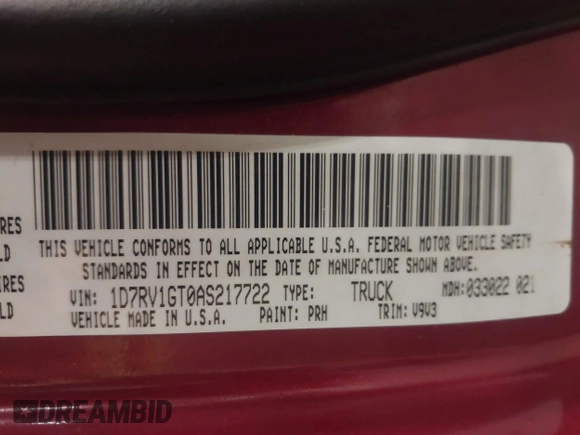 RES
LD
IRES
LD
THIS VEHICLE CONFORMS TO ALL APPLICABLE U.S.A. FEDERAL MOTOR VEHICLE SAFETY
STANDARDS IN EFFECT ON THE DATE OF MANUFACTURE SHOWN ABOVE.
VIN: 1D7RV1GT0AS217722 TYPE: TRUCK MDH:033022 021
VEHICLE MADE IN U.S.A. PAINT: PRH TRIM: V9V3
DREAMBID